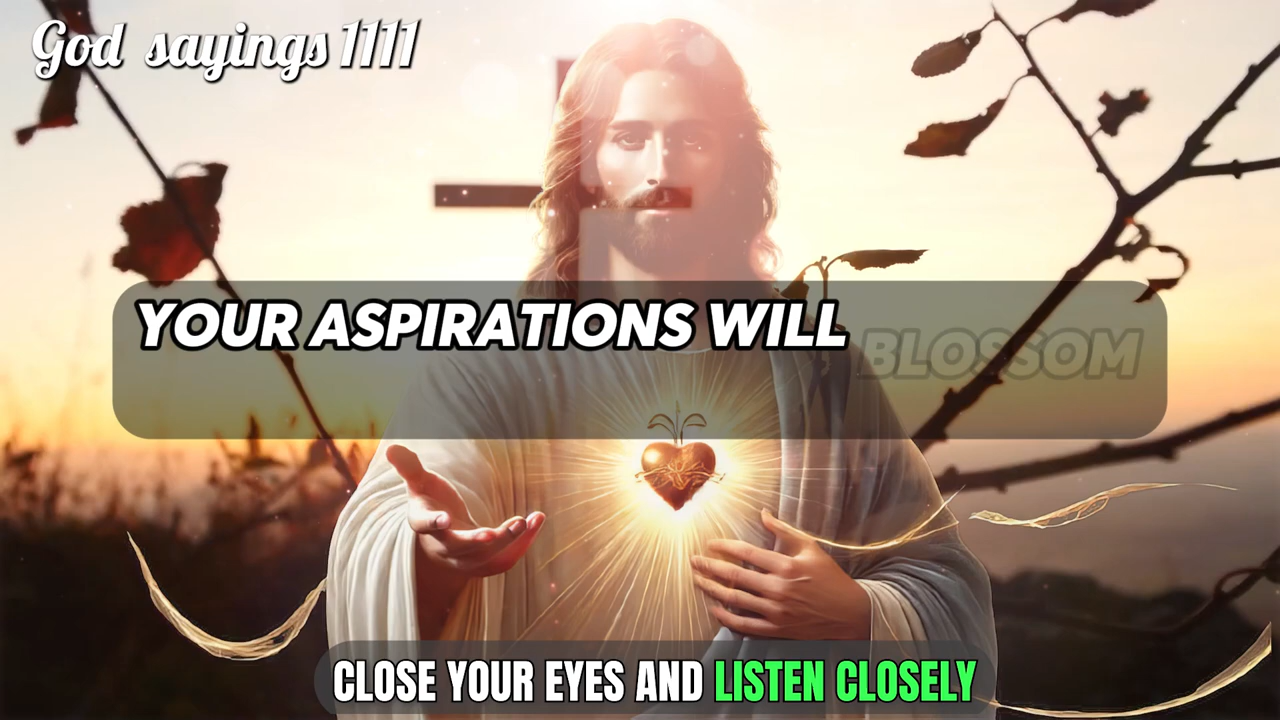 God sayings 1111
YOUR ASPIRATIONS WILL BLOSSOM
CLOSE YOUR EYES AND LISTEN CLOSELY